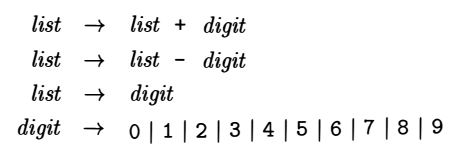 list → list + digit
list → list - digit
list → digit
digit → 0 | 1 | 2 | 3 | 4 | 5 | 6 | 7 | 8 | 9